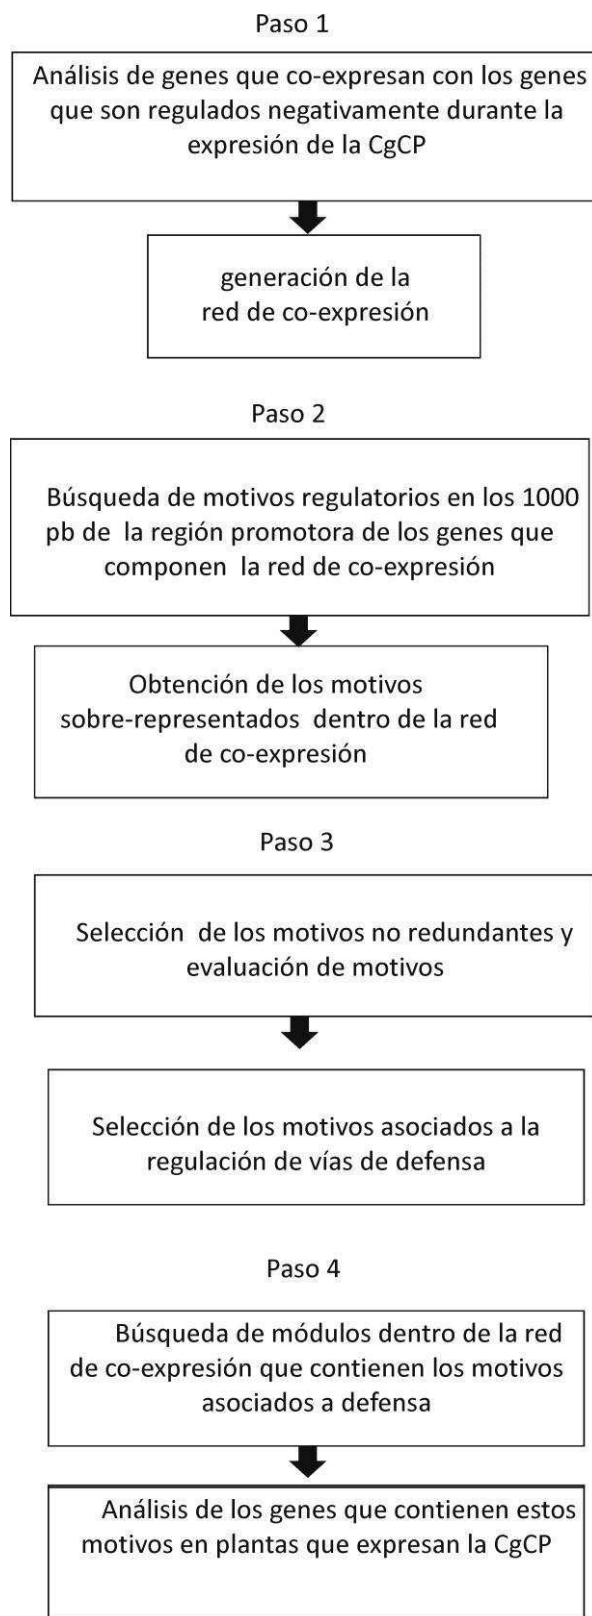 Paso 1
Análisis de genes que co-expresan con los genes
que son regulados negativamente durante la
expresión de la CgCP
generación de la
red de co-expresión
Paso 2
Búsqueda de motivos regulatorios en los 1000
pb de la región promotora de los genes que
componen la red de co-expresión
Obtención de los motivos
sobre-representados dentro de la red
de co-expresión
Paso 3
Selección de los motivos no redundantes y
evaluación de motivos
Selección de los motivos asociados a la
regulación de vías de defensa
Paso 4
Búsqueda de módulos dentro de la red
de co-expresión que contienen los motivos
asociados a defensa
Análisis de los genes que contienen estos
motivos en plantas que expresan la CgCP